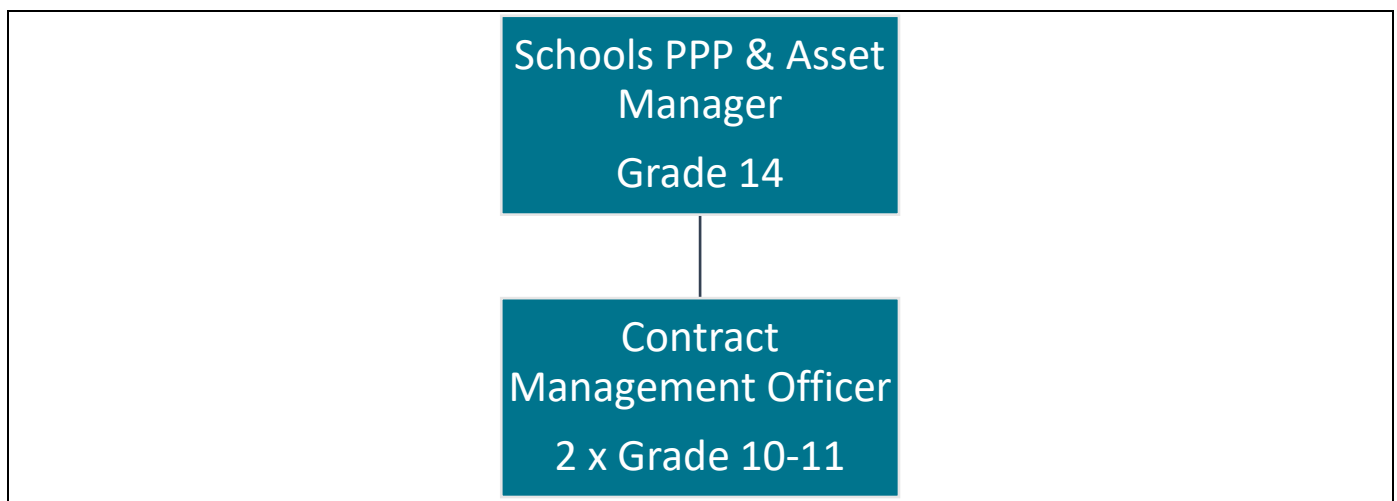 Schools PPP & Asset
Manager
Grade 14
Contract
Management Officer
2 x Grade 10-11